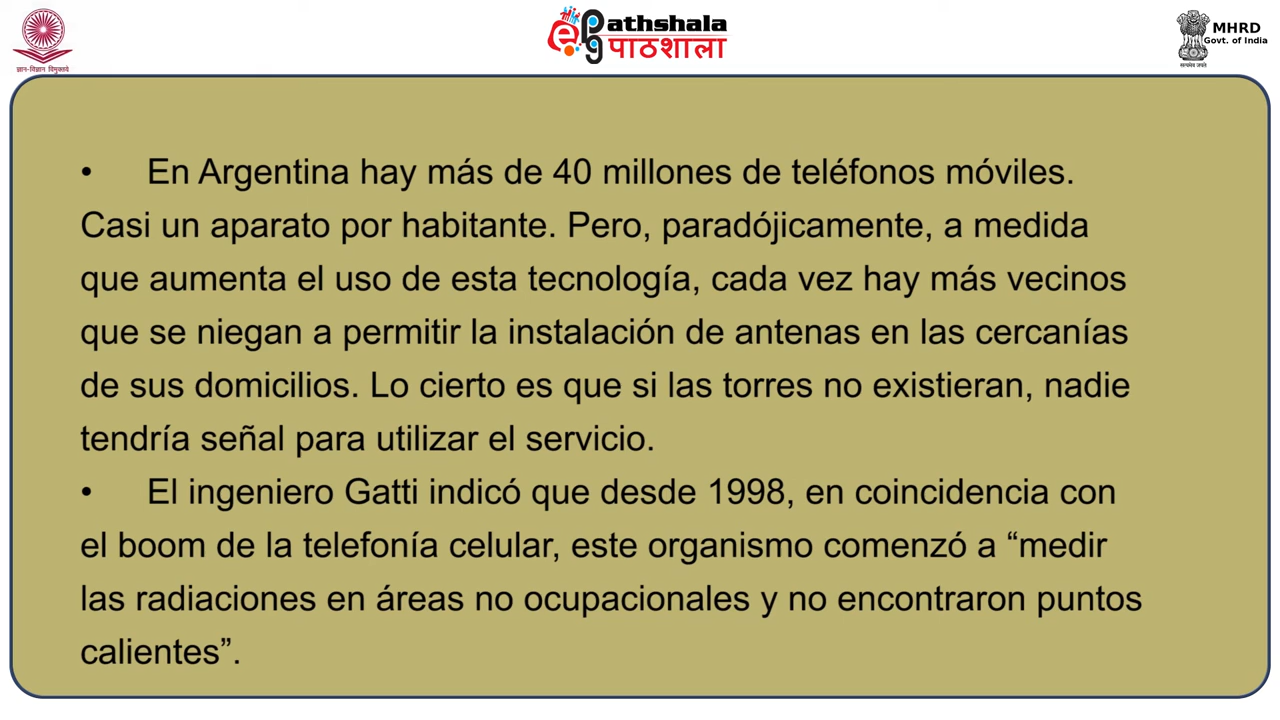 ज्ञान-विज्ञान विमुक्तये
ePathshala
पाठशाला
MHRD
Govt. of India
सत्यमेव जयते
• En Argentina hay más de 40 millones de teléfonos móviles.
Casi un aparato por habitante. Pero, paradójicamente, a medida
que aumenta el uso de esta tecnología, cada vez hay más vecinos
que se niegan a permitir la instalación de antenas en las cercanías
de sus domicilios. Lo cierto es que si las torres no existieran, nadie
tendría señal para utilizar el servicio.
• El ingeniero Gatti indicó que desde 1998, en coincidencia con
el boom de la telefonía celular, este organismo comenzó a “medir
las radiaciones en áreas no ocupacionales y no encontraron puntos
calientes”.